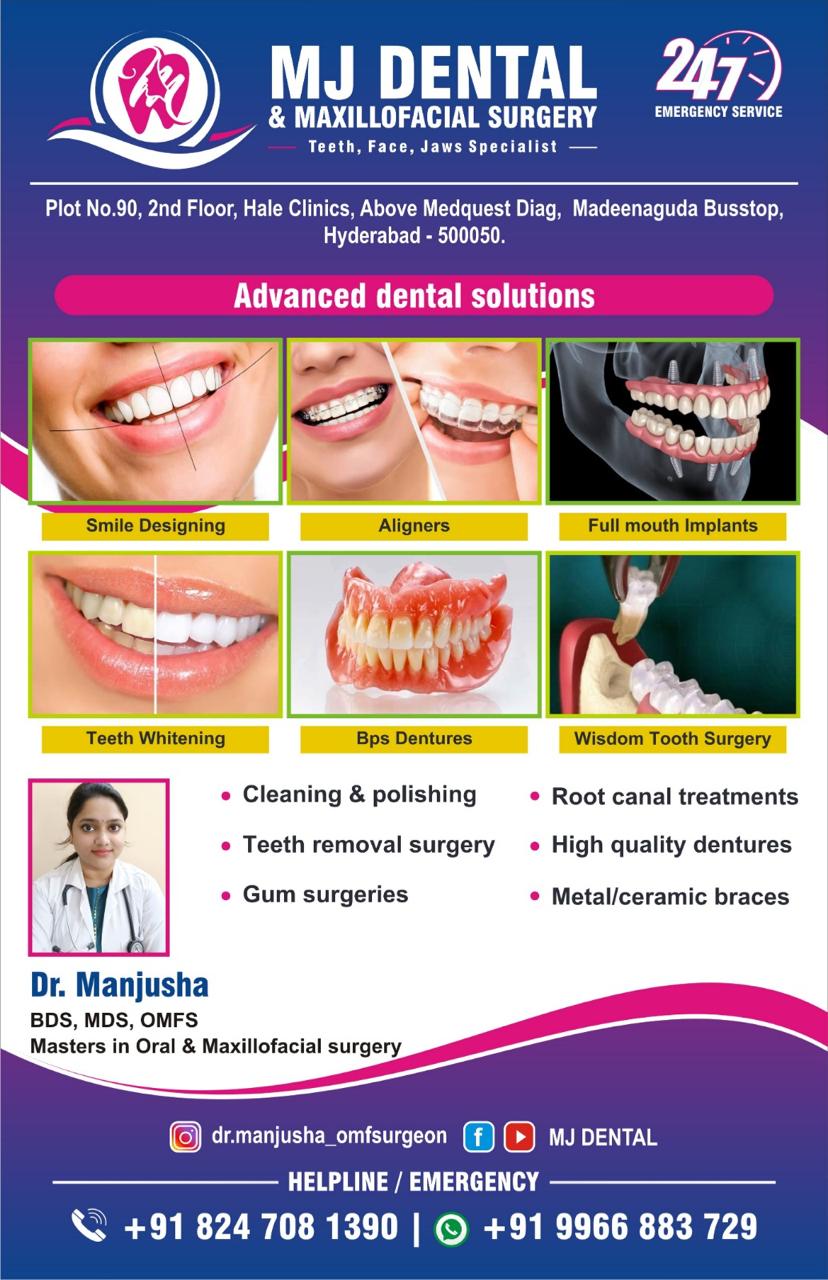 MJ DENTAL
& MAXILLOFACIAL SURGERY
Teeth, Face, Jaws Specialist
247
EMERGENCY SERVICE
Plot No.90, 2nd Floor, Hale Clinics, Above Medquest Diag, Madeenaguda Busstop,
Hyderabad - 500050.
Advanced dental solutions
Smile Designing
Aligners
Full mouth Implants
Teeth Whitening
Bps Dentures
Wisdom Tooth Surgery
Cleaning & polishing
Teeth removal surgery
Gum surgeries
Root canal treatments
High quality dentures
Metal/ceramic braces
Dr. Manjusha
BDS, MDS, OMFS
Masters in Oral & Maxillofacial surgery
dr.manjusha_omfsurgeon MJ DENTAL
HELPLINE / EMERGENCY
+91 824 708 1390 | +91 9966 883 729